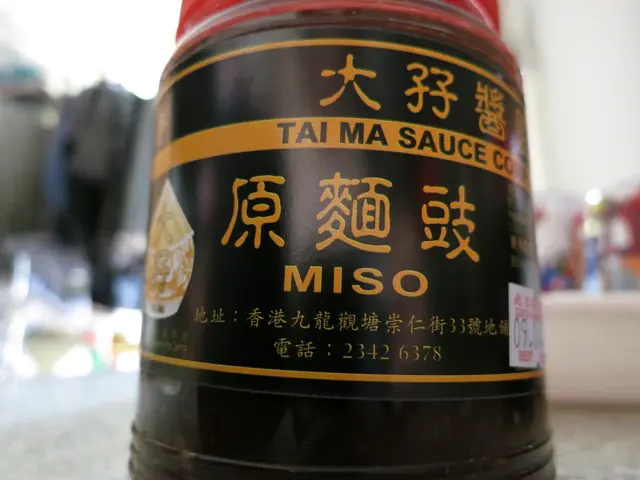 大孖醬
TAI MA SAUCE CO
原麵豉
MISO
地址：香港九龍觀塘崇仁街33號地舖
電話：2342 6378
09.